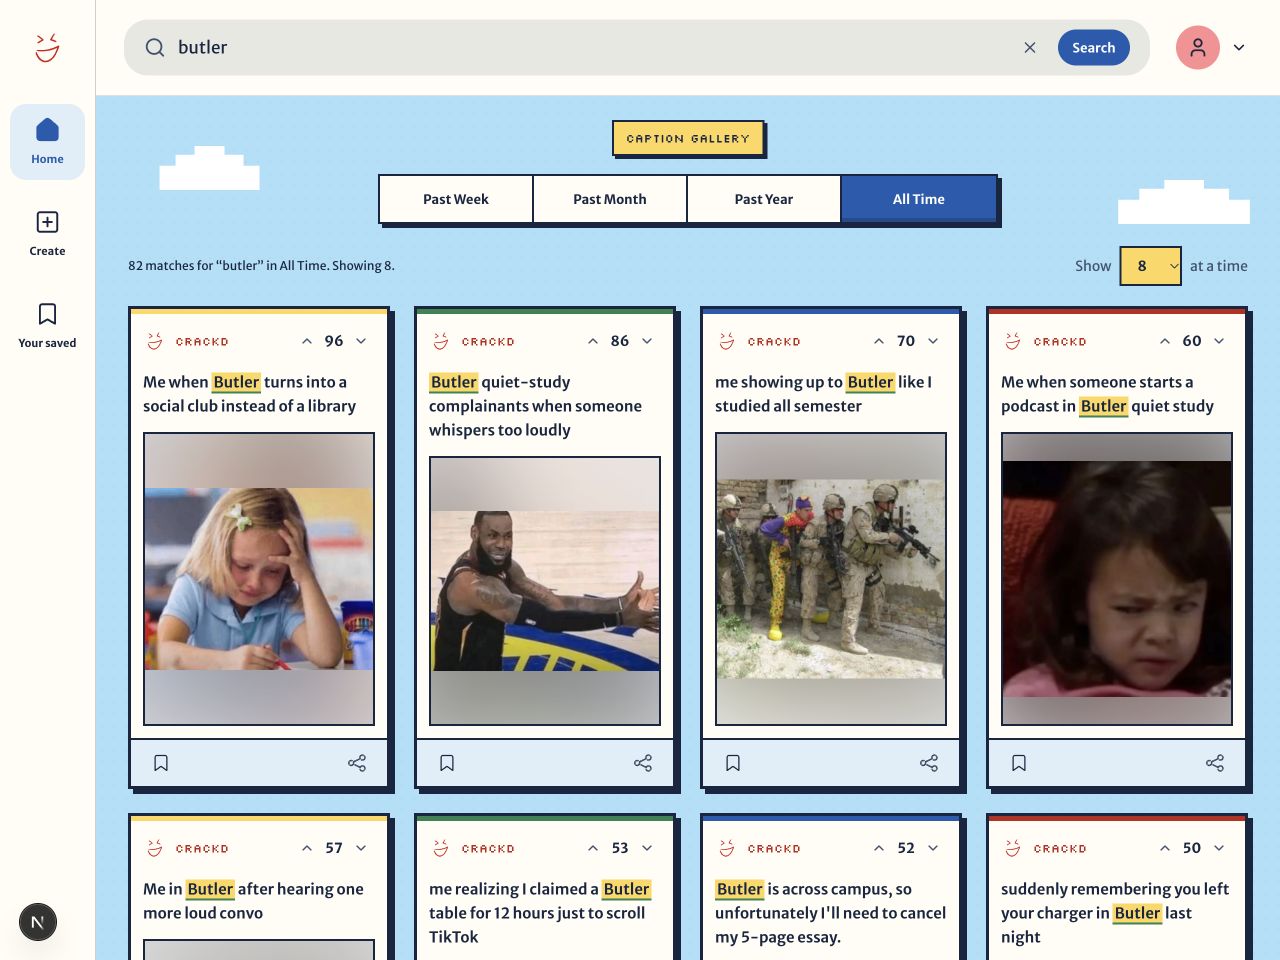 butler
Search
Home
Create
Your saved
CAPTION GALLERY
Past Week
Past Month
Past Year
All Time
82 matches for “butler” in All Time. Showing 8.
Show 8 at a time
CRACKD 96
Me when Butler turns into a
social club instead of a library
CRACKD 86
Butler quiet-study
complainants when someone
whispers too loudly
CRACKD 70
me showing up to Butler like I
studied all semester
CRACKD 60
Me when someone starts a
podcast in Butler quiet study
CRACKD 57
Me in Butler after hearing one
more loud convo
CRACKD 53
me realizing I claimed a Butler
table for 12 hours just to scroll
TikTok
CRACKD 52
Butler is across campus, so
unfortunately I'll need to cancel
my 5-page essay.
CRACKD 50
suddenly remembering you left
your charger in Butler last
night
N